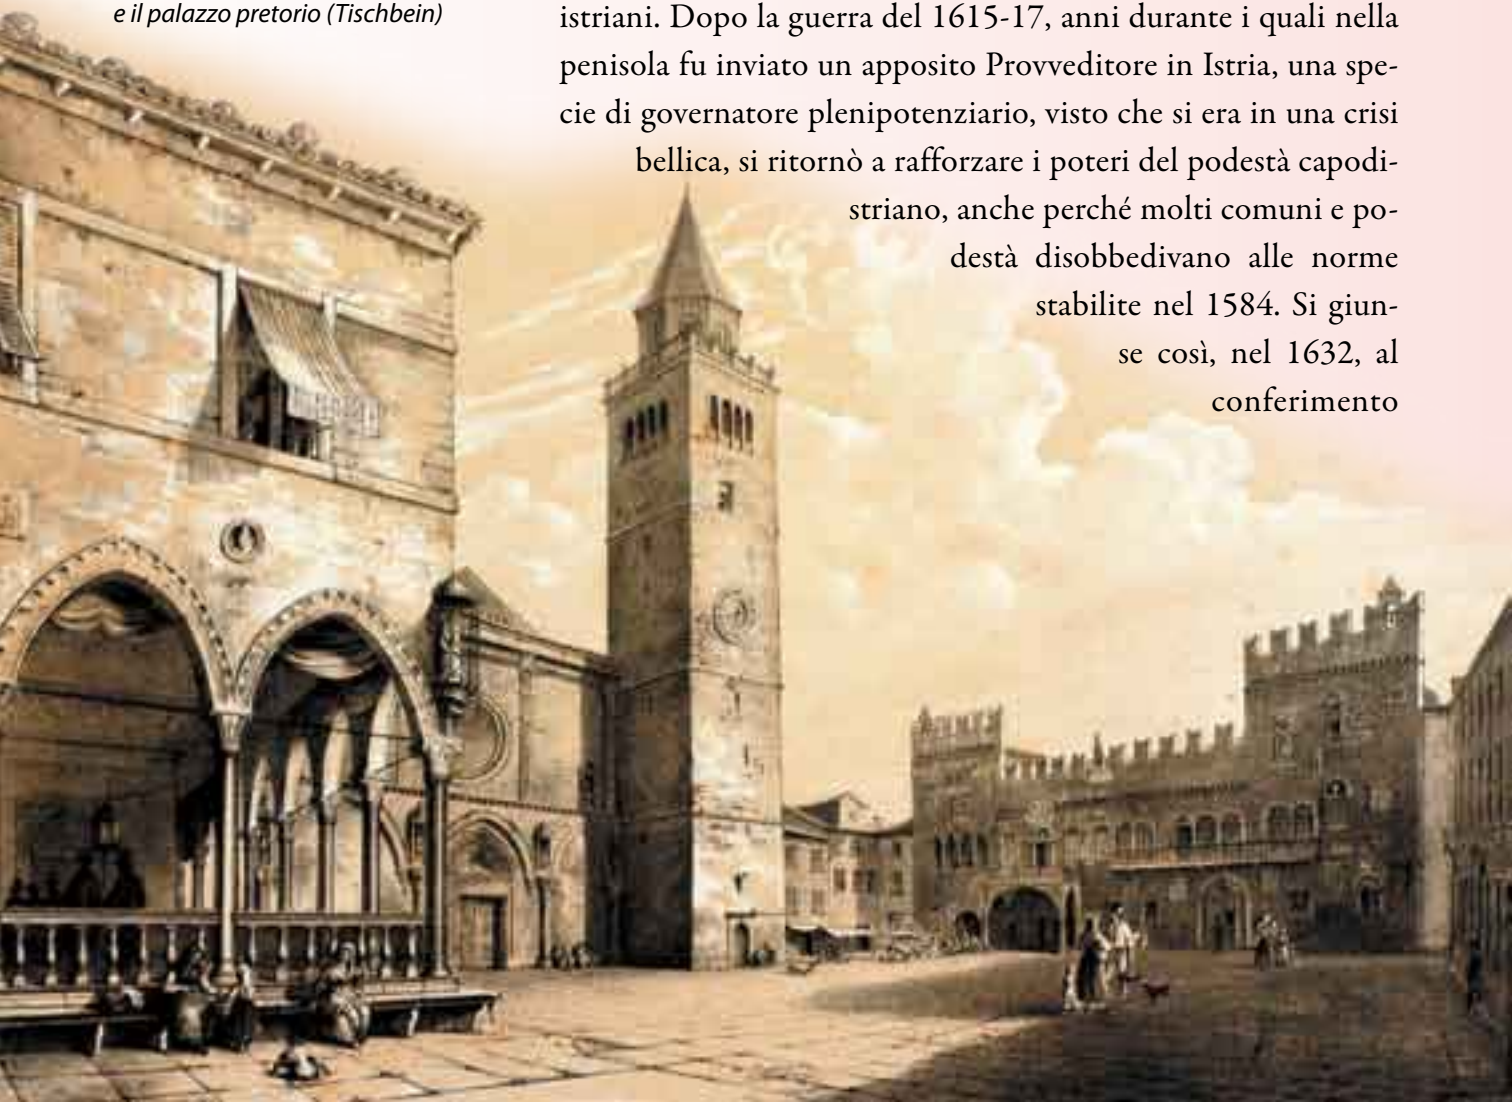 e il palazzo pretorio (Tischbein)
istriani. Dopo la guerra del 1615-17, anni durante i quali nella
penisola fu inviato un apposito Provveditore in Istria, una spe-
cie di governatore plenipotenziario, visto che si era in una crisi
bellica, si ritornò a rafforzare i poteri del podestà capodi-
striano, anche perché molti comuni e po-
destà disobbedivano alle norme
stabilite nel 1584. Si giun-
se così, nel 1632, al
conferimento